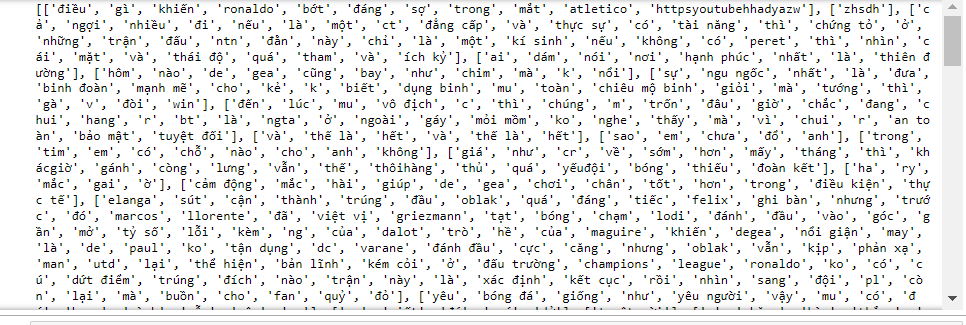 [['điều', 'gì', 'khiến', 'ronaldo', 'bớt', 'đáng', 'sợ', 'trong', 'mắt', 'atletico', 'httpsyoutubehhadyazw'], ['zhsdh'], ['c
ả', 'ngợi', 'nhiều', 'đi', 'nếu', 'là', 'một', 'ct', 'đẳng cấp', 'và', 'thực sự', 'có', 'tài năng', 'thì', 'chứng tỏ', 'ở',
'những', 'trận', 'đấu', 'ntn', 'đằn', 'này', 'chỉ', 'là', 'một', 'kí sinh', 'nếu', 'không', 'có', 'peret', 'thì', 'nhìn', 'c
ái', 'mặt', 'và', 'thái độ', 'quá', 'tham', 'và', 'ích kỷ'], ['ai', 'dám', 'nói', 'nơi', 'hạnh phúc', 'nhất', 'là', 'thiên
đường'], ['hôm', 'nào', 'de', 'gea', 'cũng', 'bay', 'như', 'chim', 'mà', 'k', 'nổi'], ['sự', 'ngu ngốc', 'nhất', 'là', 'đưa',
'binh đoàn', 'mạnh mẽ', 'cho', 'kẻ', 'k', 'biết', 'dụng binh', 'mu', 'toàn', 'chiêu mộ binh', 'giỏi', 'mà', 'tướng', 'thì',
'gà', 'v', 'đòi', 'win'], ['đến', 'lúc', 'mu', 'vô địch', 'c', 'thì', 'chúng', 'm', 'trốn', 'đâu', 'giờ', 'chắc', 'đang', 'c
hui', 'hang', 'r', 'bt', 'là', 'ngta', 'ở', 'ngoài', 'gáy', 'mỏi mồm', 'ko', 'nghe', 'thấy', 'mà', 'vì', 'chui', 'r', 'an to
àn', 'bảo mật', 'tuyệt đối'], ['và', 'thế là', 'hết', 'và', 'thế là', 'hết'], ['sao', 'em', 'chưa', 'đổ', 'anh'], ['trong',
'tim', 'em', 'có', 'chỗ', 'nào', 'cho', 'anh', 'không'], ['giá', 'như', 'cr', 'về', 'sớm', 'hơn', 'mấy', 'tháng', 'thì', 'kh
ácgiờ', 'gánh', 'còng', 'lưng', 'vẫn', 'thế', 'thôihàng', 'thủ', 'quá', 'yếuđội', 'bóng', 'thiếu', 'đoàn kết'], ['ha', 'ry',
'mắc', 'gai', 'ờ'], ['cảm động', 'mắc', 'hài', 'giúp', 'de', 'gea', 'chơi', 'chân', 'tốt', 'hơn', 'trong', 'điều kiện', 'thự
c tế'], ['elanga', 'sút', 'cận', 'thành', 'trúng', 'đầu', 'oblak', 'quá', 'đáng', 'tiếc', 'felix', 'ghi bàn', 'nhưng', 'trướ
c', 'đó', 'marcos', 'llorente', 'đã', 'việt vị', 'griezmann', 'tạt', 'bóng', 'chạm', 'lodi', 'đánh', 'đầu', 'vào', 'góc', 'g
ần', 'mở', 'tỷ số', 'lỗi', 'kèm', 'ng', 'của', 'dalot', 'trò', 'hề', 'của', 'maguire', 'khiến', 'degea', 'nổi giận', 'may',
'là', 'de', 'paul', 'ko', 'tận dụng', 'dc', 'varane', 'đánh đầu', 'cực', 'căng', 'nhưng', 'oblak', 'vẫn', 'kịp', 'phản xạ',
'man', 'utd', 'lại', 'thể hiện', 'bản lĩnh', 'kém cỏi', 'ở', 'đấu trường', 'champions', 'league', 'ronaldo', 'ko', 'có', 'c
ú', 'dứt điểm', 'trúng', 'đích', 'nào', 'trận', 'này', 'là', 'xác định', 'kết cục', 'rồi', 'nhìn', 'sang', 'đội', 'pl', 'cò
n', 'lại', 'mà', 'buồn', 'cho', 'fan', 'quỷ', 'đỏ'], ['yêu', 'bóng đá', 'giống', 'như', 'yêu người', 'vậy', 'mu', 'có', 'đ